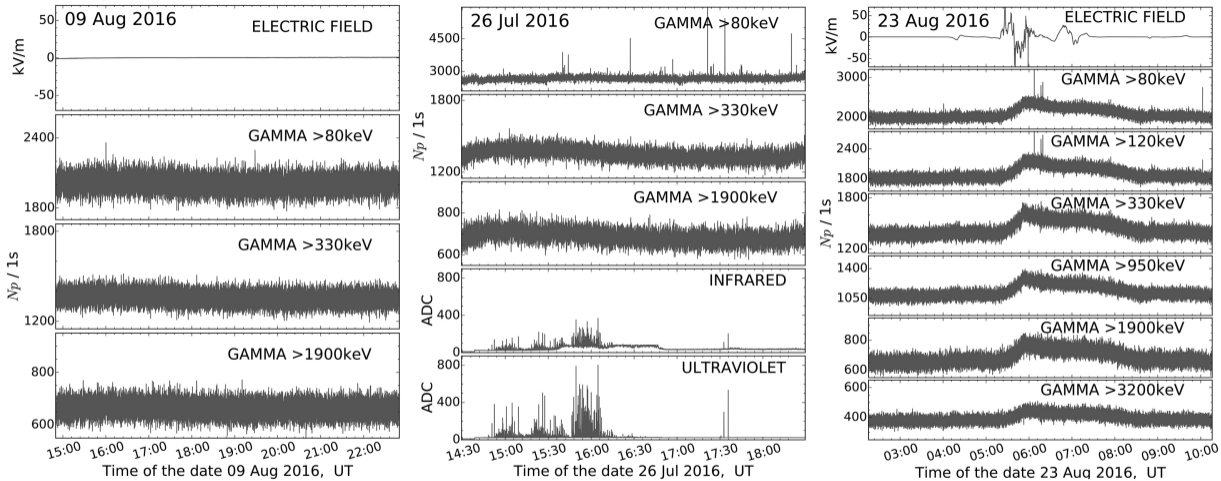 09 Aug 2016
ELECTRIC FIELD
kV/m
50
0
-50
GAMMA >80keV
2400
1800
Np / 1s
GAMMA >330keV
1800
1200
GAMMA >1900keV
800
600
15:00 16:00 17:00 18:00 19:00 20:00 21:00 22:00
Time of the date 09 Aug 2016, UT
26 Jul 2016
GAMMA >80keV
4500
3000
Np / 1s
GAMMA >330keV
1800
1200
GAMMA >1900keV
800
600
INFRARED
ADC
800
400
0
ULTRAVIOLET
ADC
800
400
0
14:30 15:00 15:30 16:00 16:30 17:00 17:30 18:00
Time of the date 26 Jul 2016, UT
23 Aug 2016
ELECTRIC FIELD
kV/m
50
0
-50
GAMMA >80keV
3000
2000
GAMMA >120keV
2400
1800
Np / 1s
GAMMA >330keV
1800
1200
GAMMA >950keV
1400
1050
GAMMA >1900keV
800
600
GAMMA >3200keV
600
400
03:00 04:00 05:00 06:00 07:00 08:00 09:00 10:00
Time of the date 23 Aug 2016, UT